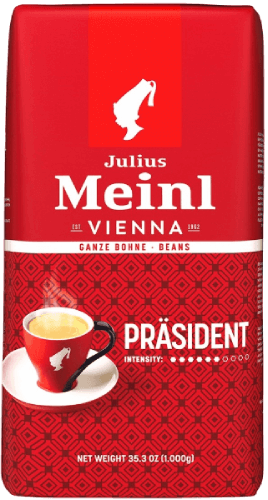 Julius
Meinl
EST VIENNA 1862
GANZE BOHNE · BEANS
PRÄSIDENT
INTENSITY:
NET WEIGHT 35.3 OZ (1.000g)